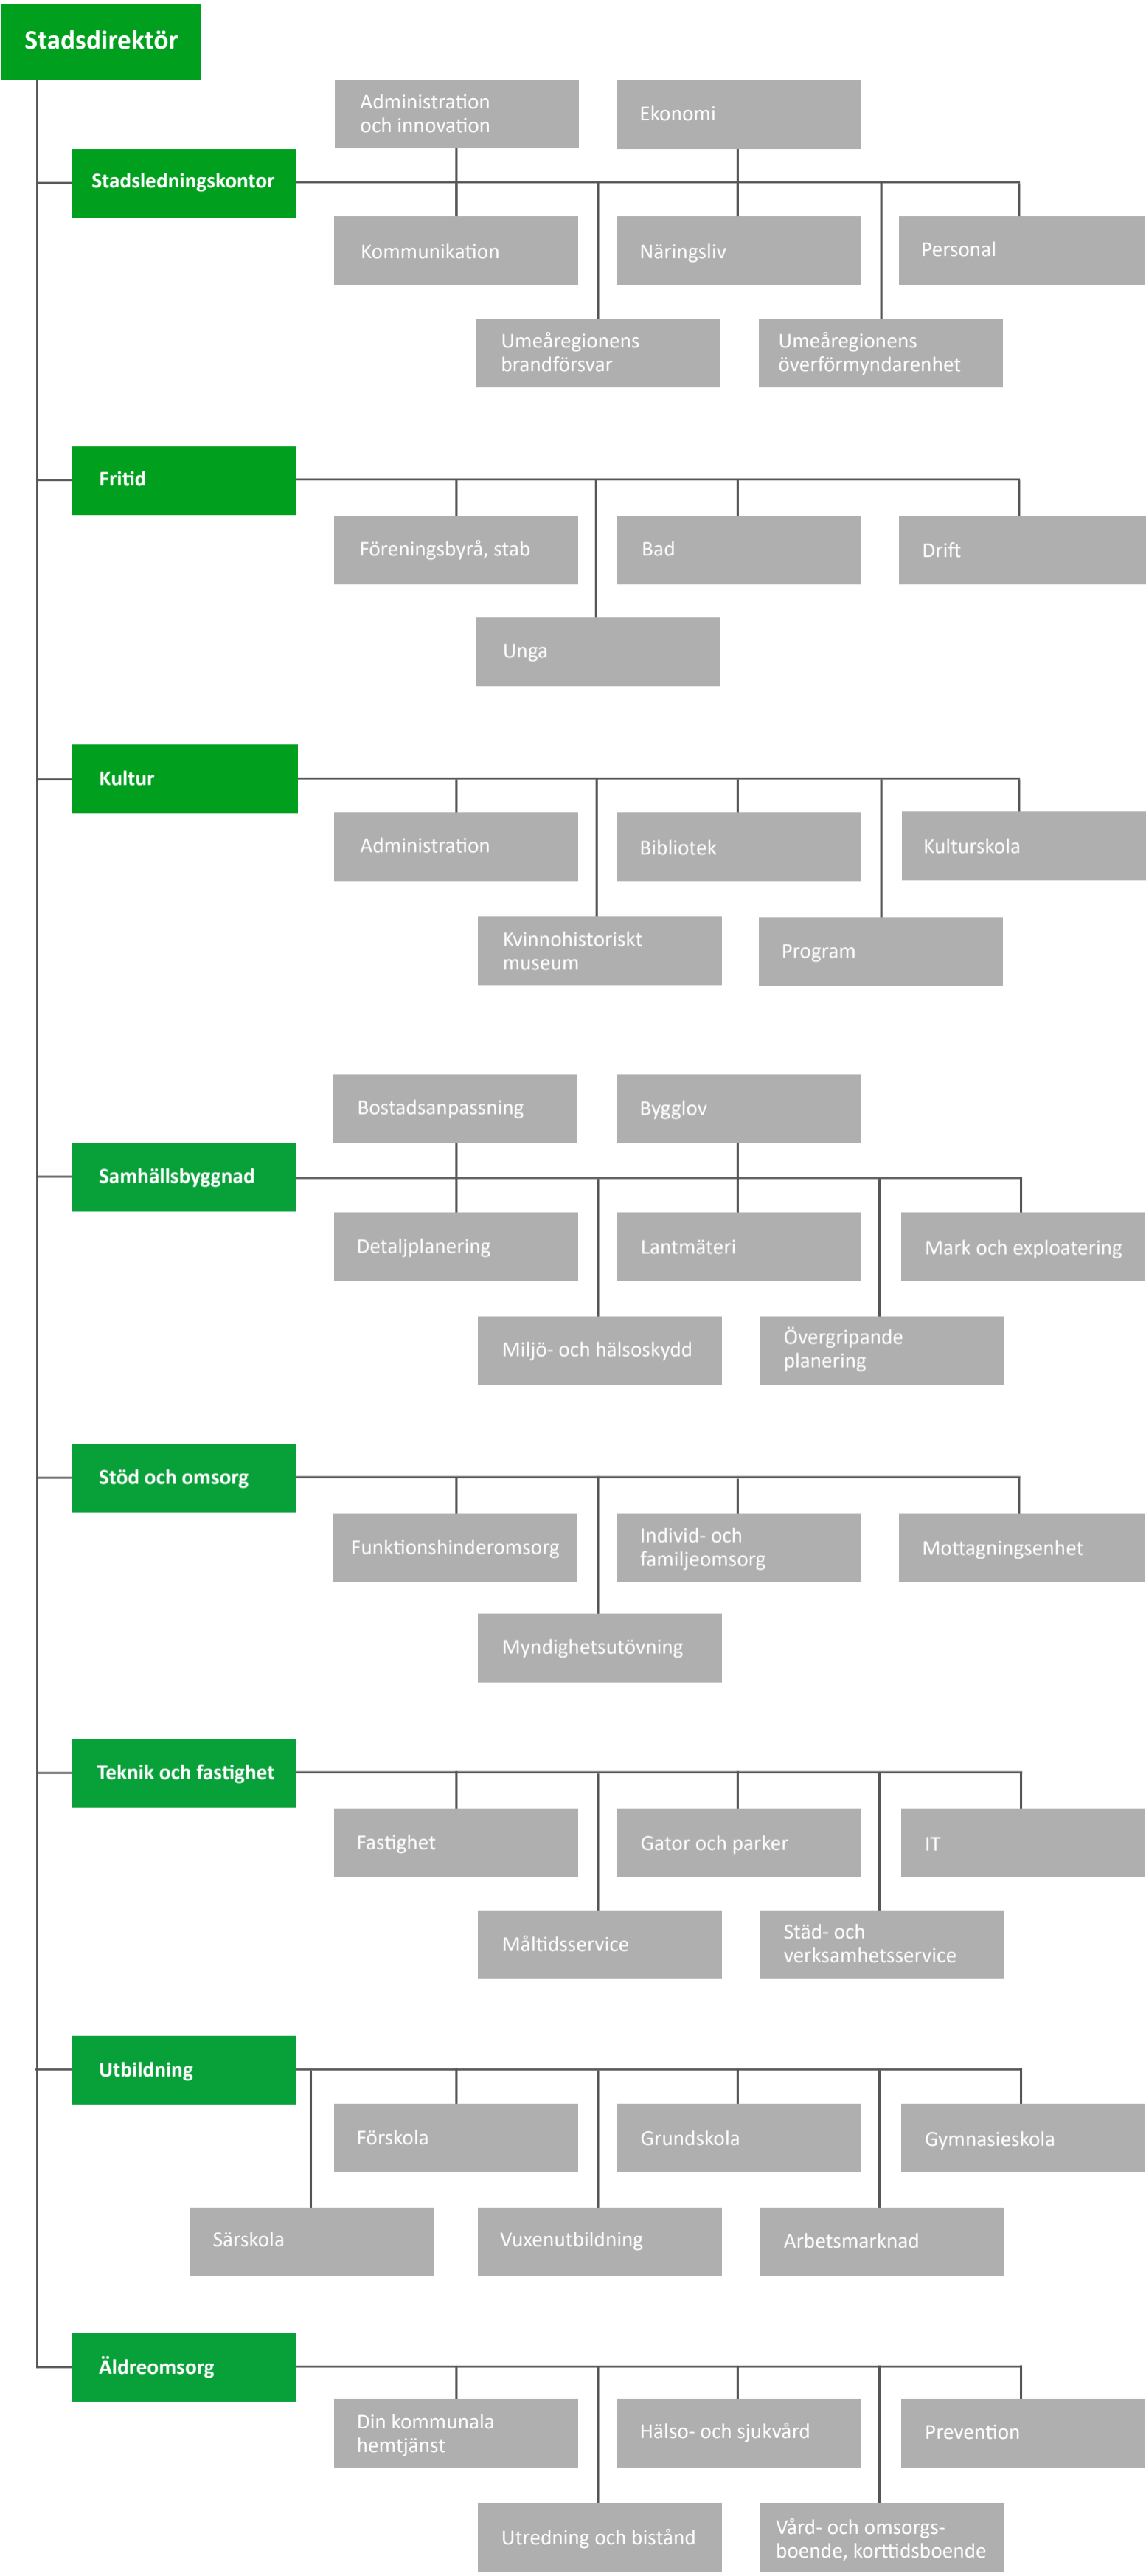 Stadsdirektör
Administration
och innovation
Ekonomi
Stadsledningskontor
Kommunikation
Näringsliv
Personal
Umeåregionens
brandförsvar
Umeåregionens
överförmyndarenhet
Fritid
Föreningsbyrå, stab
Bad
Drift
Unga
Kultur
Administration
Bibliotek
Kulturskola
Kvinnohistoriskt
museum
Program
Bostadsanpassning
Bygglov
Samhällsbyggnad
Detaljplanering
Lantmäteri
Mark och exploatering
Miljö- och hälsoskydd
Övergripande
planering
Stöd och omsorg
Funktionshinderomsorg
Individ- och
familjeomsorg
Mottagningsenhet
Myndighetsutövning
Teknik och fastighet
Fastighet
Gator och parker
IT
Måltidsservice
Städ- och
verksamhetsservice
Utbildning
Förskola
Grundskola
Gymnasieskola
Särskola
Vuxenutbildning
Arbetsmarknad
Äldreomsorg
Din kommunala
hemtjänst
Hälso- och sjukvård
Prevention
Utredning och bistånd
Vård- och omsorgs-
boende, korttidsboende